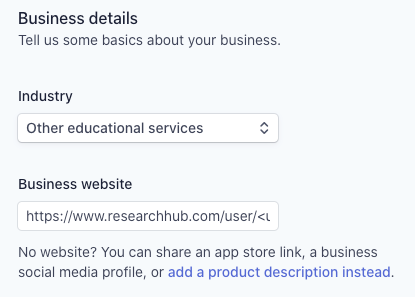 Business details
Tell us some basics about your business.
Industry
Other educational services
Business website
https://www.researchhub.com/user/<u
No website? You can share an app store link, a business
social media profile, or add a product description instead.